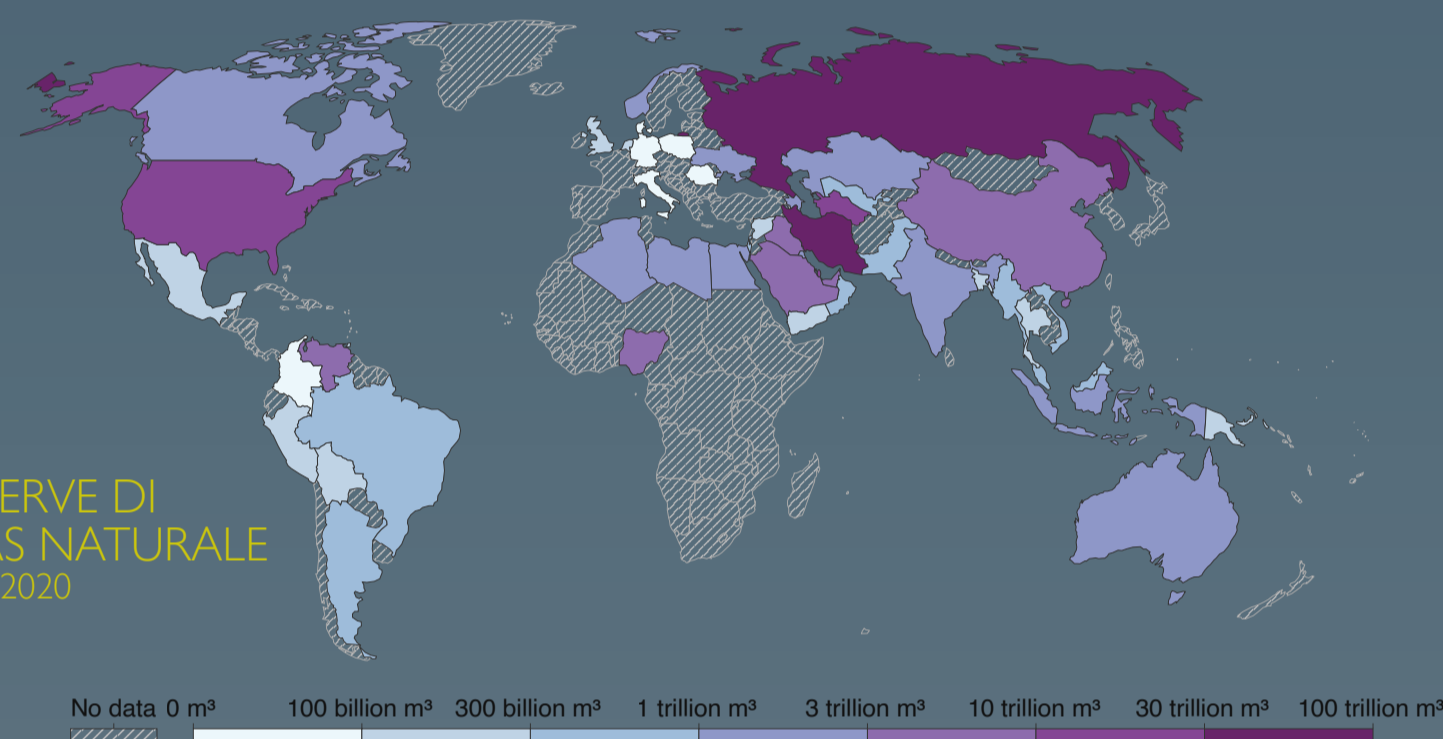 ERVE DI
AS NATURALE
2020
No data 0 m³ 100 billion m³ 300 billion m³ 1 trillion m³ 3 trillion m³ 10 trillion m³ 30 trillion m³ 100 trillion m³